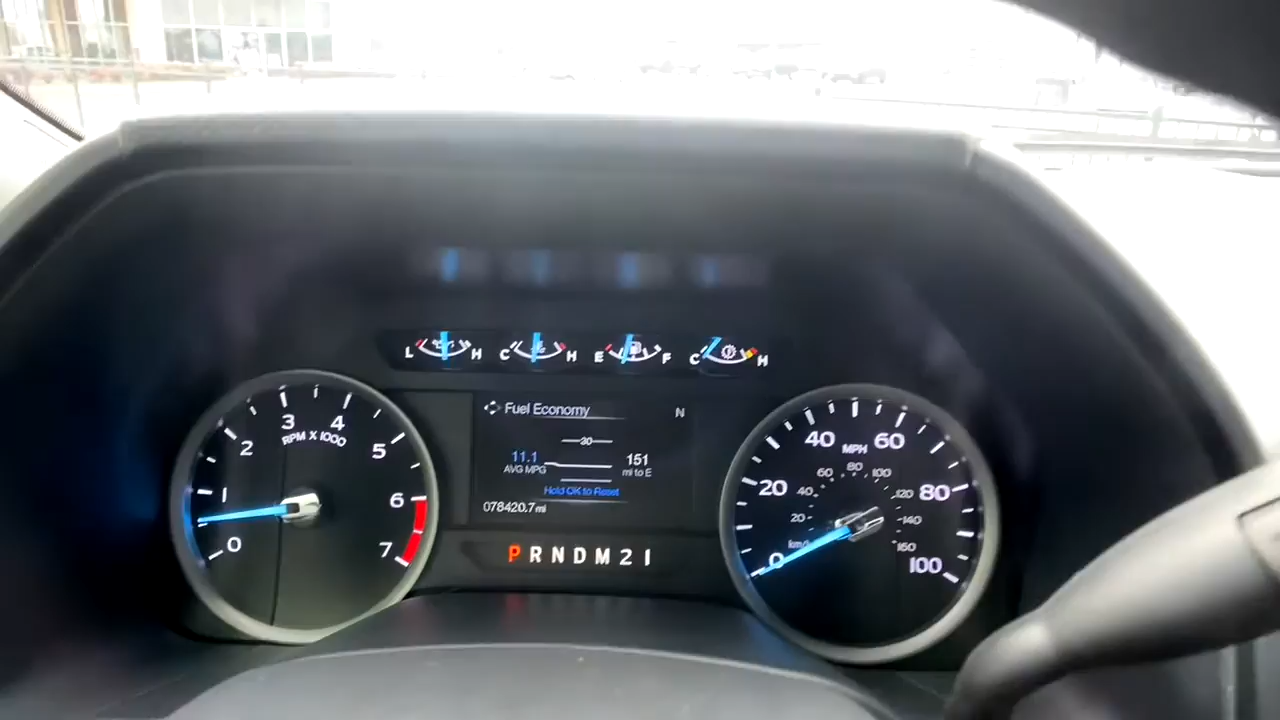 L H C H E F C H
Fuel Economy N
30
11.1 151
AVG MPG mi to E
Hold OK to Reset
078420.7 mi
P R N D M 2 1
0 1 2 3 4 5 6 7
RPM X 1000
0 20 40 60 80 100
MPH
20 40 60 80 100 120 140 160
km/h